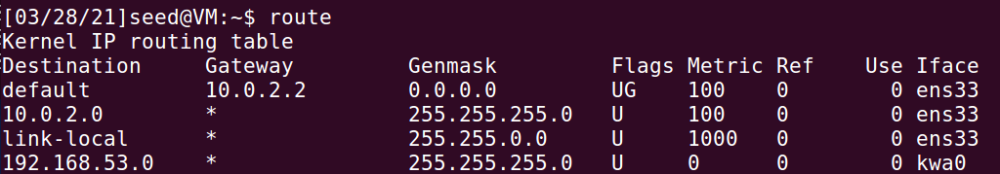 [03/28/21]seed@VM:~$ route
Kernel IP routing table
Destination     Gateway         Genmask         Flags Metric Ref    Use Iface
default         10.0.2.2        0.0.0.0         UG    100    0        0 ens33
10.0.2.0        *               255.255.255.0   U     100    0        0 ens33
link-local      *               255.255.0.0     U     1000   0        0 ens33
192.168.53.0    *               255.255.255.0   U     0      0        0 kwa0